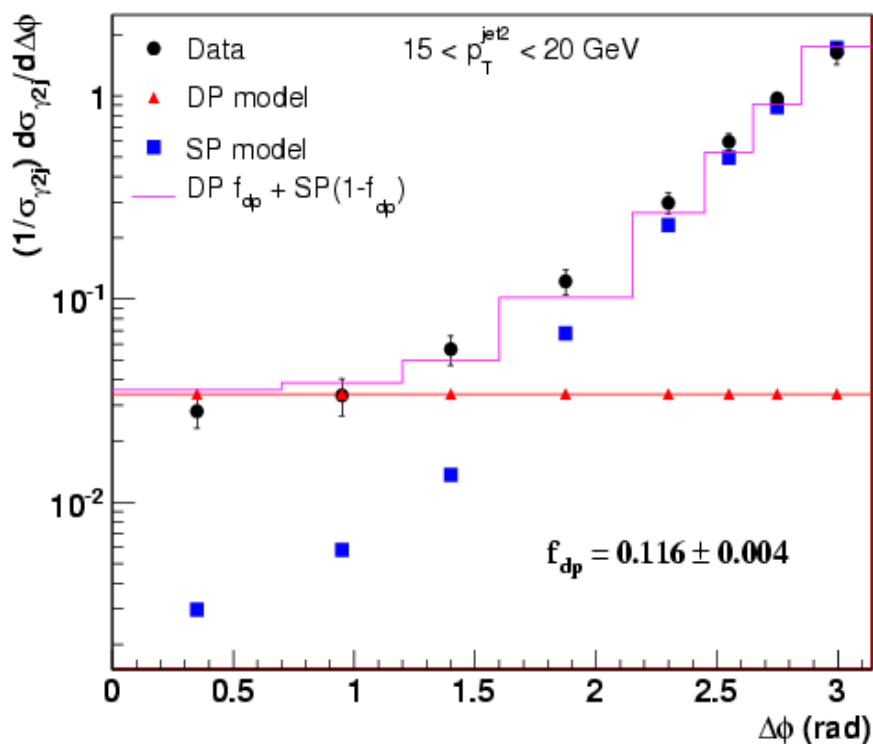 (1/σγ2j) dσγ2j/dΔφ
Data
15 < p_T^jet2 < 20 GeV
DP model
SP model
DP f_dp + SP(1-f_dp)
1
10^-1
10^-2
f_dp = 0.116 ± 0.004
0 0.5 1 1.5 2 2.5 3
Δφ (rad)